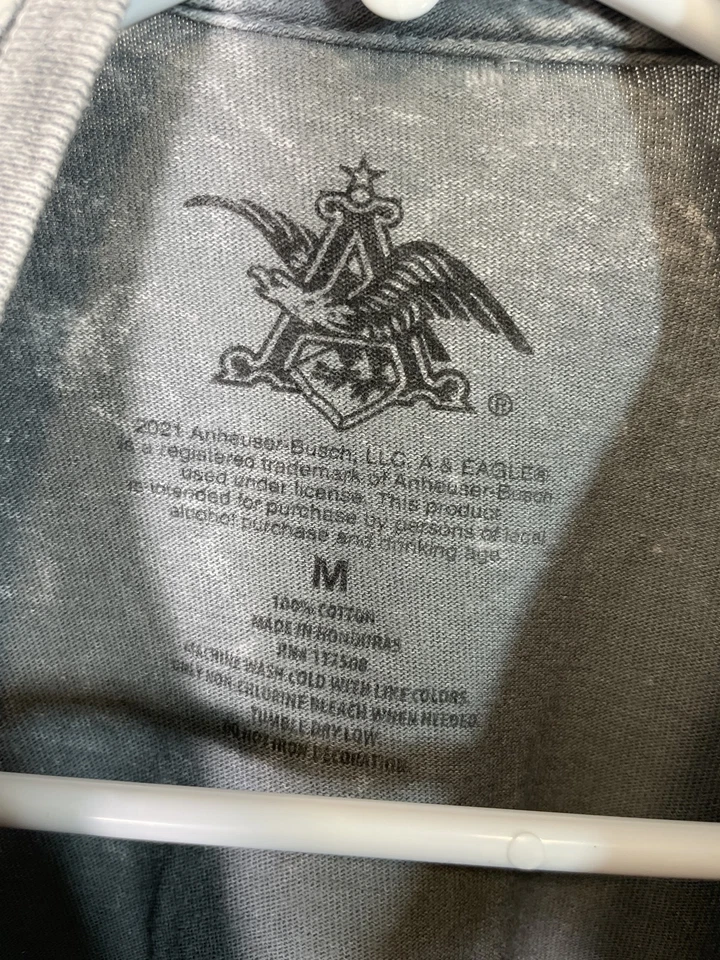 A
®
2021 Anheuser-Busch, LLC. A & EAGLE®
is a registered trademark of Anheuser-Busch
used under license. This product
is intended for purchase by persons of legal
alcohol purchase and drinking age.
M
100% COTTON
MADE IN HONDURAS
RN# 137508
MACHINE WASH COLD WITH LIKE COLORS.
ONLY NON-CHLORINE BLEACH WHEN NEEDED.
TUMBLE DRY LOW.
DO NOT IRON DECORATION.